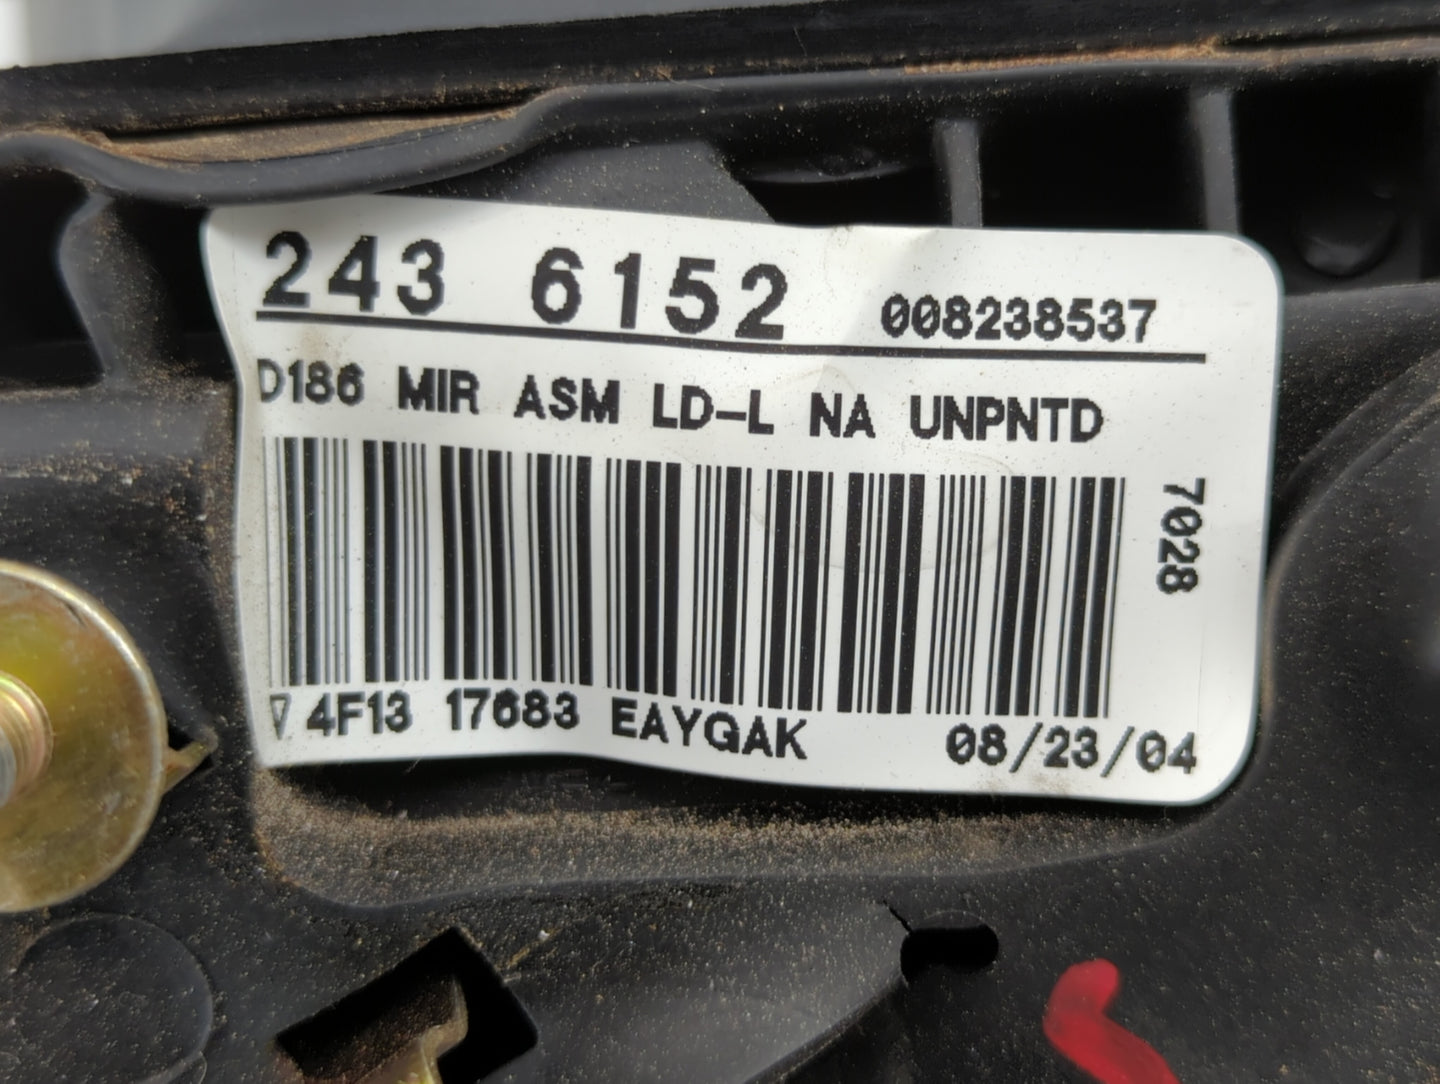 243 6152 008238537
D186 MIR ASM LD-L NA UNPNTD
7028
▽ 4F13 17683 EAYGAK 08/23/04